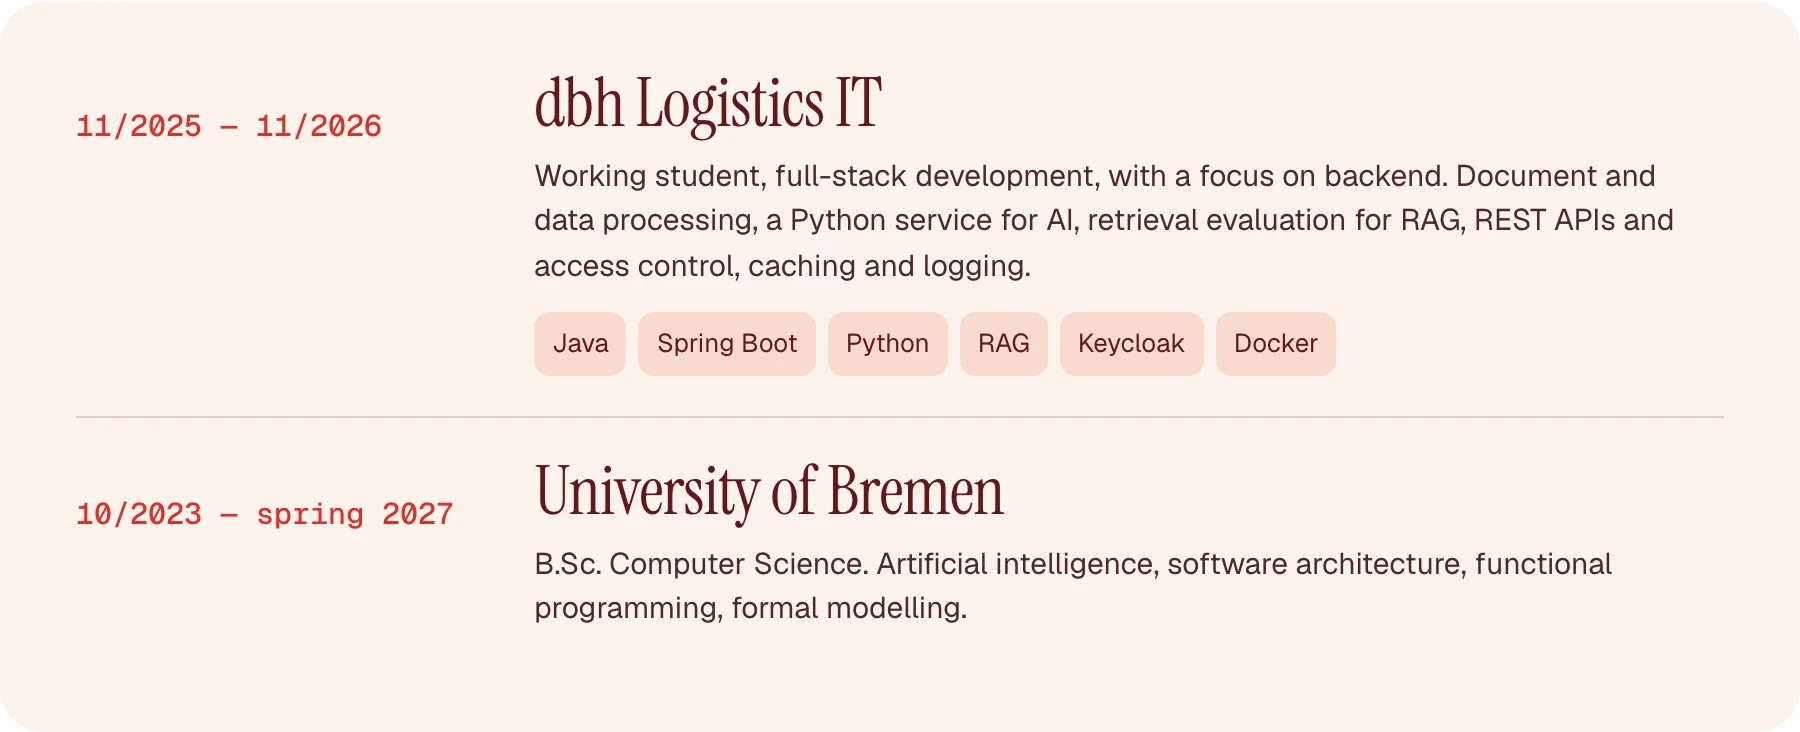 11/2025 – 11/2026
dbh Logistics IT
Working student, full-stack development, with a focus on backend. Document and
data processing, a Python service for AI, retrieval evaluation for RAG, REST APIs and
access control, caching and logging.
Java Spring Boot Python RAG Keycloak Docker
10/2023 – spring 2027
University of Bremen
B.Sc. Computer Science. Artificial intelligence, software architecture, functional
programming, formal modelling.